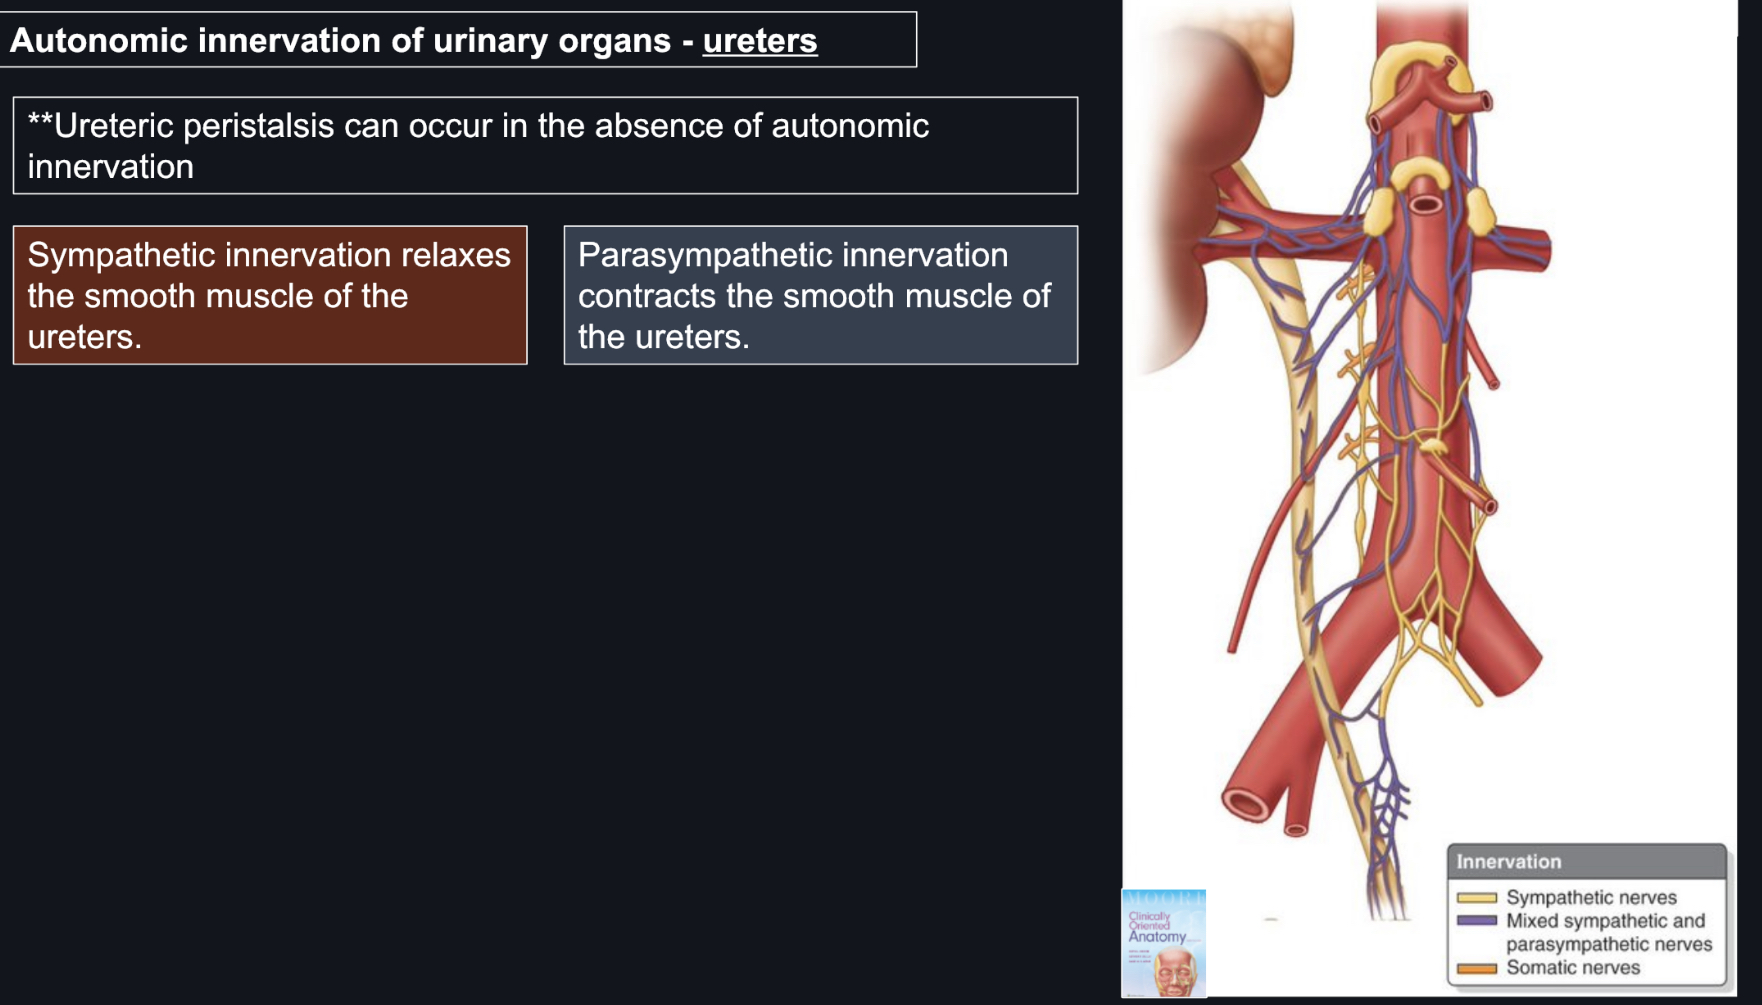 Autonomic innervation of urinary organs - ureters
**Ureteric peristalsis can occur in the absence of autonomic
innervation
Sympathetic innervation relaxes
the smooth muscle of the
ureters.
Parasympathetic innervation
contracts the smooth muscle of
the ureters.
Innervation
Sympathetic nerves
Mixed sympathetic and
parasympathetic nerves
Somatic nerves
MOORE
Clinically
Oriented
Anatomy